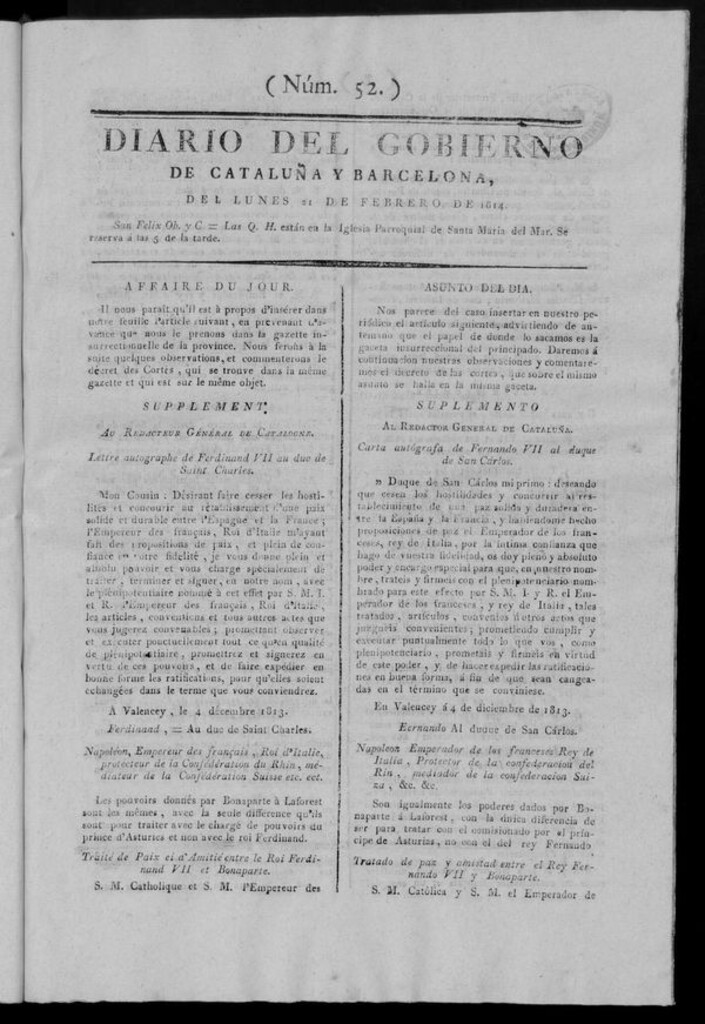 (Núm. 52.)
DIARIO DEL GOBIERNO
DE CATALUÑA Y BARCELONA,
DEL LUNES 21 DE FEBRERO DE 1814.
San Felix Ob. y C = Las Q. H. están en la Iglesia Parroquial de Santa María del Mar. Se
reserva á las 5 de la tarde.
AFFAIRE DU JOUR.
Il nous paraît qu'il est à propos d'insérer dans
notre feuille l'article suivant, en prévenant d'a-
vance que nous le prenons dans la gazette in-
surrectionnelle de la province. Nous ferons à la
suite quelques observations, et commenterons le
décret des Cortès, qui se trouve dans la même
gazette et qui est sur le même objet.
SUPPLEMENT.
AU REDACTEUR GÉNÉRAL DE CATALOGNE.
Lettre autographe de Ferdinand VII au duc de
Saint Charles.
Mon Cousin: Désirant faire cesser les hosti-
lités et concourir au rétablissement d'une paix
solide et durable entre l'Espagne et la France;
l'Empereur des français, Roi d'Italie m'ayant
fait des propositions de paix, et plein de con-
fiance en votre fidélité, je vous donne plein et
absolu pouvoir et vous charge spécialement de
traiter, terminer et signer, en notre nom, avec
le plénipotentiaire nommé à cet effet par S. M. I.
et R. l'Empereur des français, Roi d'Italie,
les articles, conventions et tous autres actes que
vous jugerez convenables; promettant observer
et exécuter ponctuellement tout ce qu'en qualité
de plénipotentiaire, promettrez et signerez en
vertu de ces pouvoirs, et de faire expédier en
bonne forme les ratifications, pour qu'elles soient
échangées dans le terme que vous conviendrez.
A Valencey, le 4 décembre 1813.
Ferdinand, = Au duc de Saint Charles.
Napoléon, Empereur des français, Roi d'Italie,
protecteur de la Confédération du Rhin, mé-
diateur de la Confédération Suisse etc. ect.
Les pouvoirs donnés par Bonaparte à Laforest
sont les mêmes, avec la seule différence qu'ils
sont pour traiter avec le chargé de pouvoirs du
prince d'Asturies et non avec le roi Ferdinand.
Traité de Paix et d'Amitié entre le Roi Ferdi-
nand VII et Bonaparte.
S. M. Catholique et S. M. l'Empereur des
ASUNTO DEL DIA.
Nos parece del caso insertar en nuestro pe-
riódico el artículo siguiente, advirtiendo de an-
temano que el papel de donde lo sacamos es la
gaceta insurreccional del principado. Daremos á
continuacion nuestras observaciones y comentare-
mos el decreto de las cortes, que sobre el mismo
asunto se halla en la misma gaceta.
SUPLEMENTO
AL REDACTOR GENERAL DE CATALUÑA.
Carta autógrafa de Fernando VII al duque
de San Cárlos.
» Duque de San Cárlos mi primo: deseando
que cesen las hostilidades y concurrir al res-
tablecimiento de una paz solida y duradera en-
tre la España y la Francia, y habiendome hecho
proposiciones de paz el Emperador de los fran-
ceses, rey de Italia, por la íntima confianza que
hago de vuestra fidelidad, os doy pleno y absoluto
poder y encargo especial para que, en nuestro nom-
bre, trateis y firmeis con el plenipotenciario nom-
brado para este efecto por S. M. I. y R. el Em-
perador de los franceses, y rey de Italia, tales
tratados, artículos, convenios ú otros actos que
juzgueis convenientes; prometiendo cumplir y
executar puntualmente todo lo que vos, como
plenipotenciario, prometais y firmeis en virtud
de este poder, y de hacer expedir las ratificacio-
nes en buena forma, á fin de que sean cangea-
das en el término que se conviniese.
En Valencey á 4 de diciembre de 1813.
Fernando Al duque de San Cárlos.
Napoleon Emperador de los franceses Rey de
Italia, Protector de la confederacion del
Rin, mediador de la confederacion Sui-
za, &c. &c.
Son igualmente los poderes dados por Bo-
naparte á Laforest, con la única diferencia de
ser para tratar con el comisionado por el prín-
cipe de Asturias, no con el del rey Fernando
Tratado de paz y amistad entre el Rey Fer-
nando VII y Bonaparte.
S. M. Católica y S. M. el Emperador de